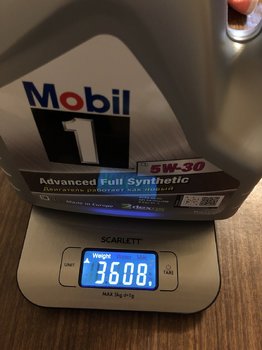 Mobil
1
5W-30
Advanced Full Synthetic
Двигатель работает как новый
Made in Europe
dexos
SCARLETT
Weight
UNIT
3608g
TARE
MAX 5kg d=1g